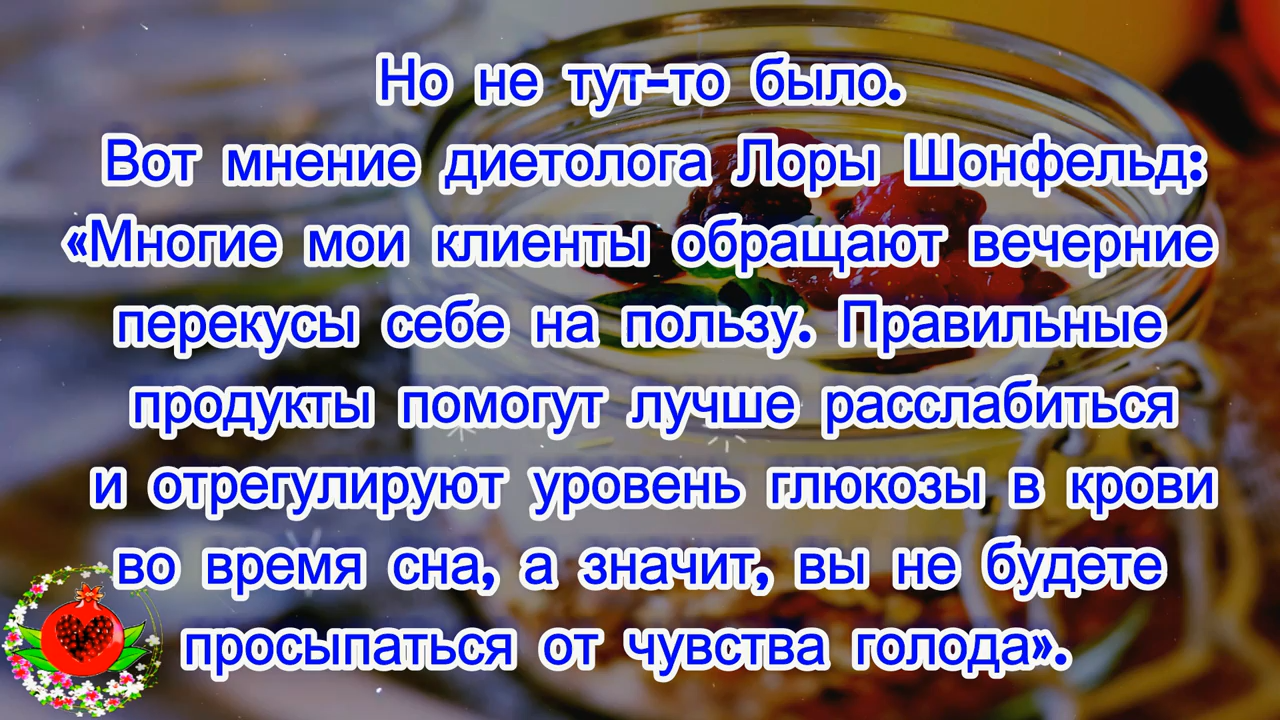 Но не тут-то было.
Вот мнение диетолога Лоры Шонфельд:
«Многие мои клиенты обращают вечерние
перекусы себе на пользу. Правильные
продукты помогут лучше расслабиться
и отрегулируют уровень глюкозы в крови
во время сна, а значит, вы не будете
просыпаться от чувства голода».